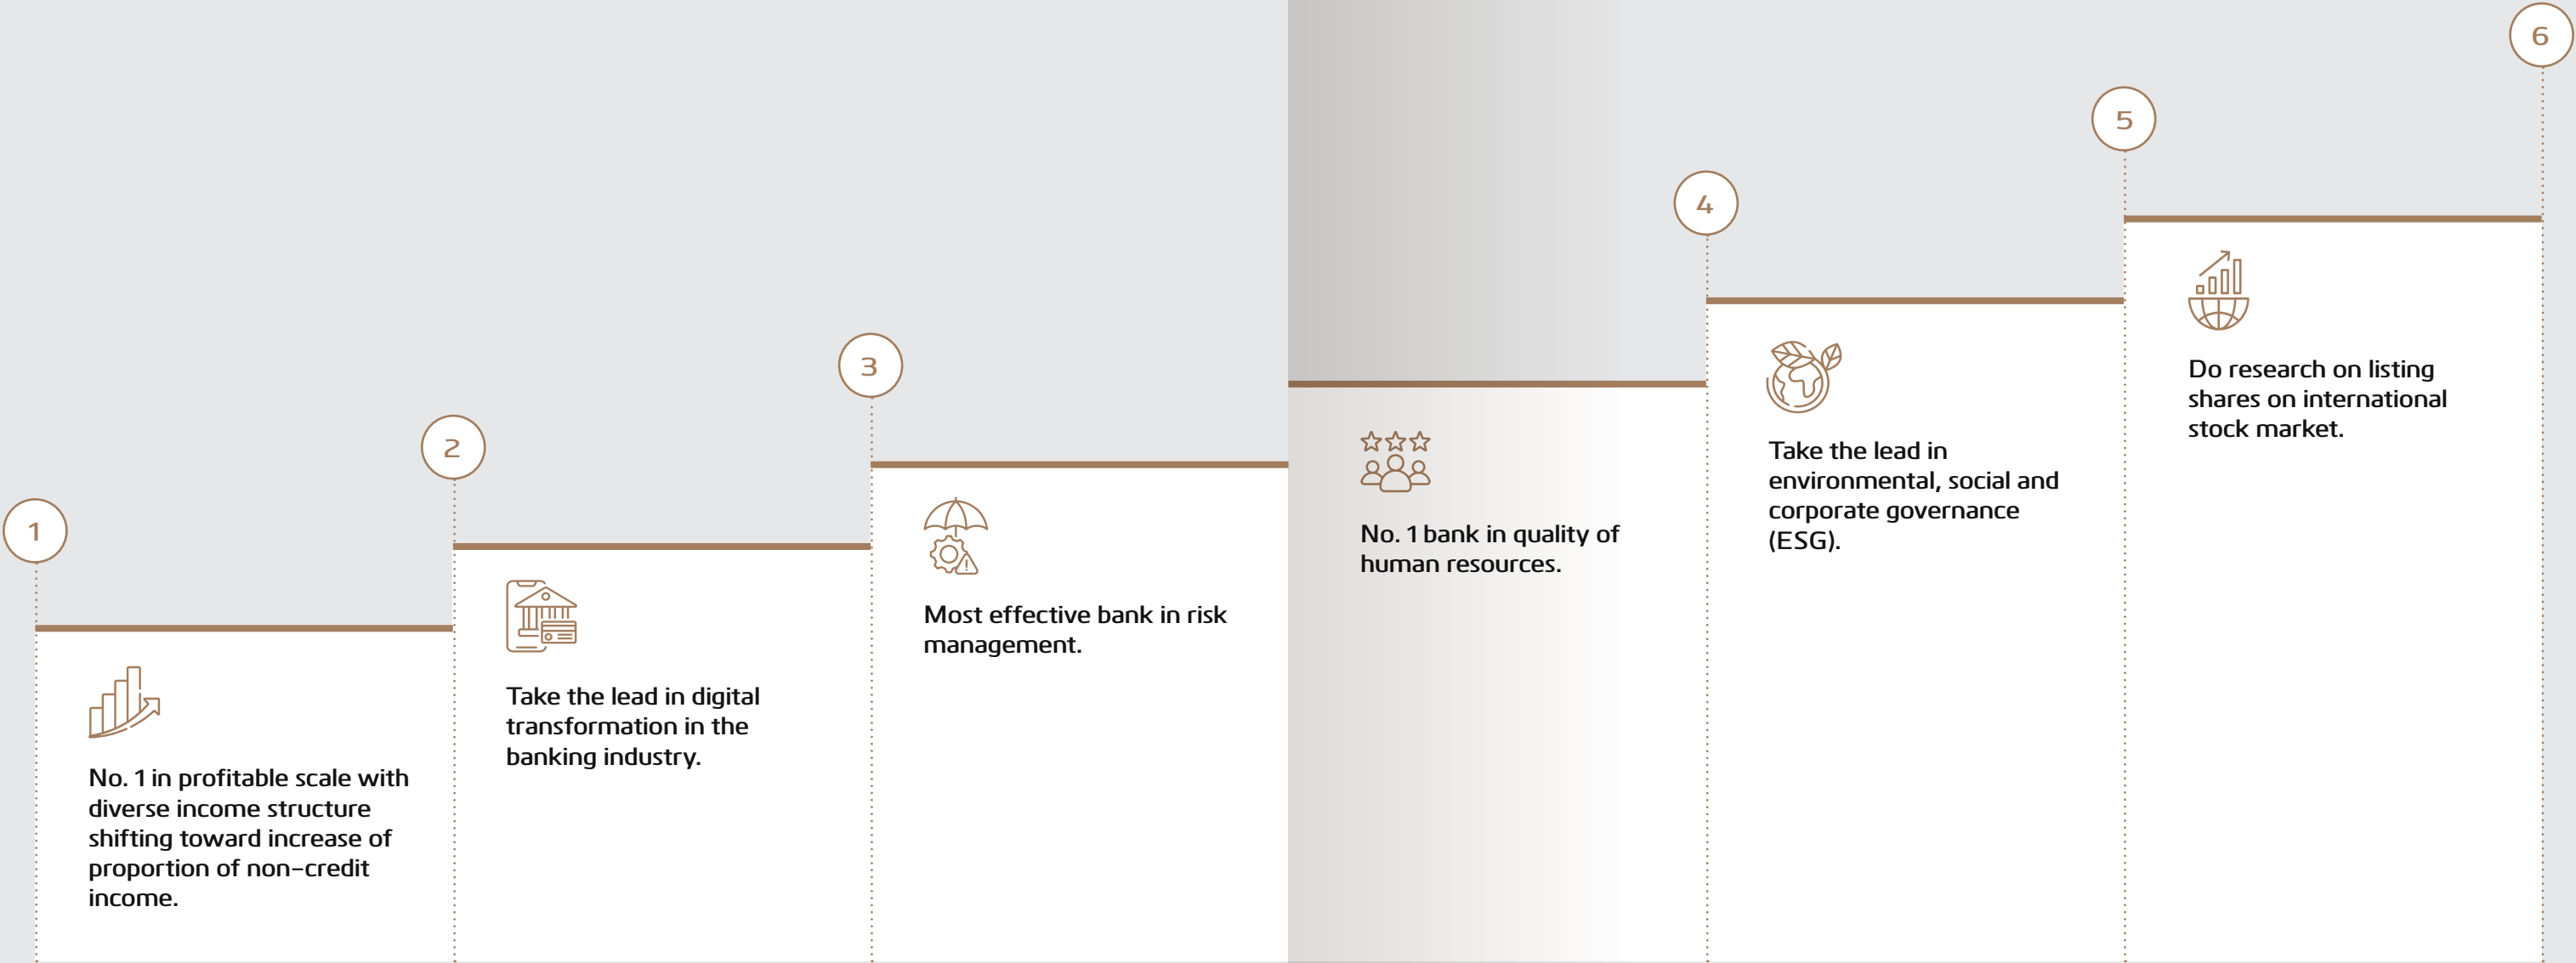 1
No. 1 in profitable scale with
diverse income structure
shifting toward increase of
proportion of non-credit
income.
2
Take the lead in digital
transformation in the
banking industry.
3
Most effective bank in risk
management.
No. 1 bank in quality of
human resources.
4
Take the lead in
environmental, social and
corporate governance
(ESG).
5
Do research on listing
shares on international
stock market.
6